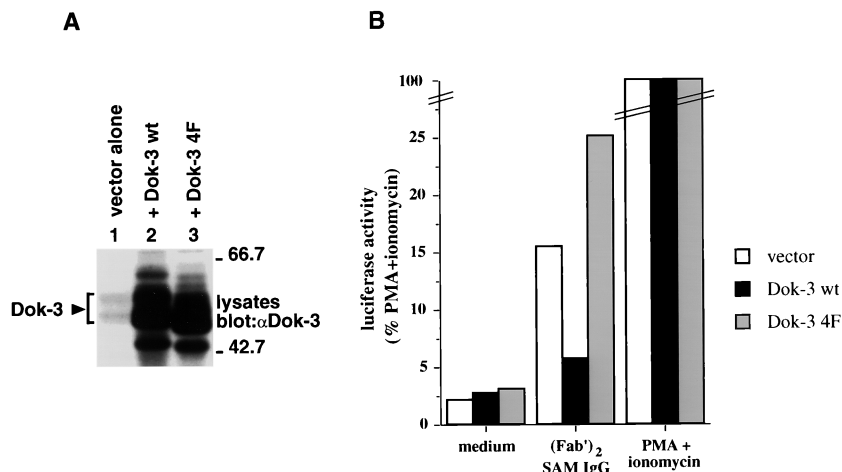 A
vector alone
+ Dok-3 wt
+ Dok-3 4F
1 2 3
66.7
Dok-3
lysates
blot:αDok-3
42.7
B
luciferase activity
(% PMA+ionomycin)
100
25
20
15
10
5
0
medium
(Fab')2
SAM IgG
PMA +
ionomycin
vector
Dok-3 wt
Dok-3 4F